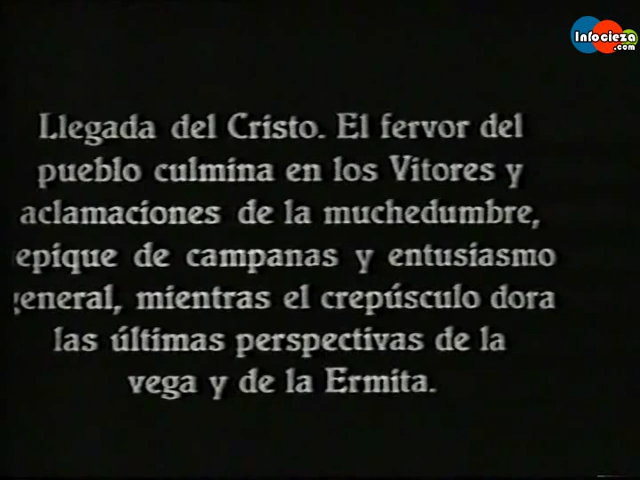 Infocieza
.com
Llegada del Cristo. El fervor del
pueblo culmina en los Vitores y
aclamaciones de la muchedumbre,
epique de campanas y entusiasmo
general, mientras el crepúsculo dora
las últimas perspectivas de la
vega y de la Ermita.